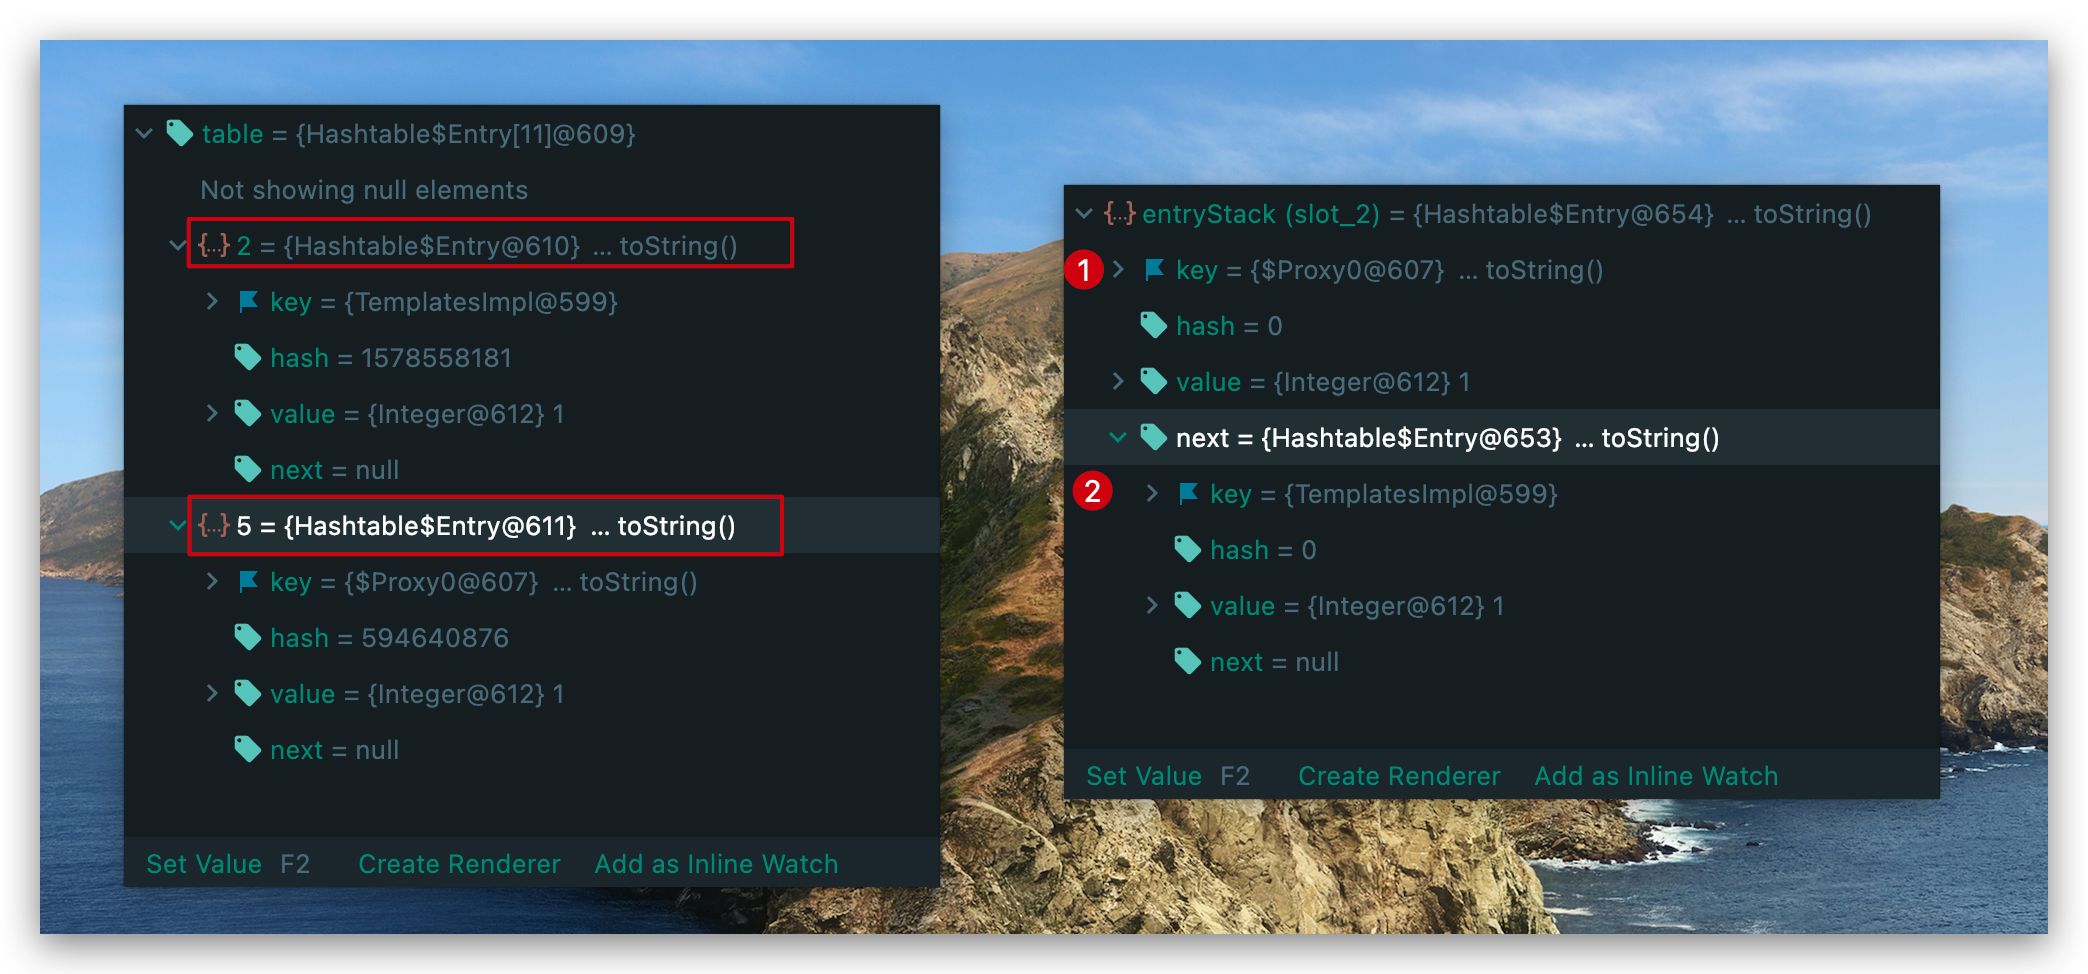 table = {Hashtable$Entry[11]@609}
Not showing null elements
{...} 2 = {Hashtable$Entry@610} ... toString()
key = {TemplatesImpl@599}
hash = 1578558181
value = {Integer@612} 1
next = null
{...} 5 = {Hashtable$Entry@611} ... toString()
key = {$Proxy0@607} ... toString()
hash = 594640876
value = {Integer@612} 1
next = null
Set Value F2 Create Renderer Add as Inline Watch
{...} entryStack (slot_2) = {Hashtable$Entry@654} ... toString()
1 key = {$Proxy0@607} ... toString()
hash = 0
value = {Integer@612} 1
next = {Hashtable$Entry@653} ... toString()
2 key = {TemplatesImpl@599}
hash = 0
value = {Integer@612} 1
next = null
Set Value F2 Create Renderer Add as Inline Watch